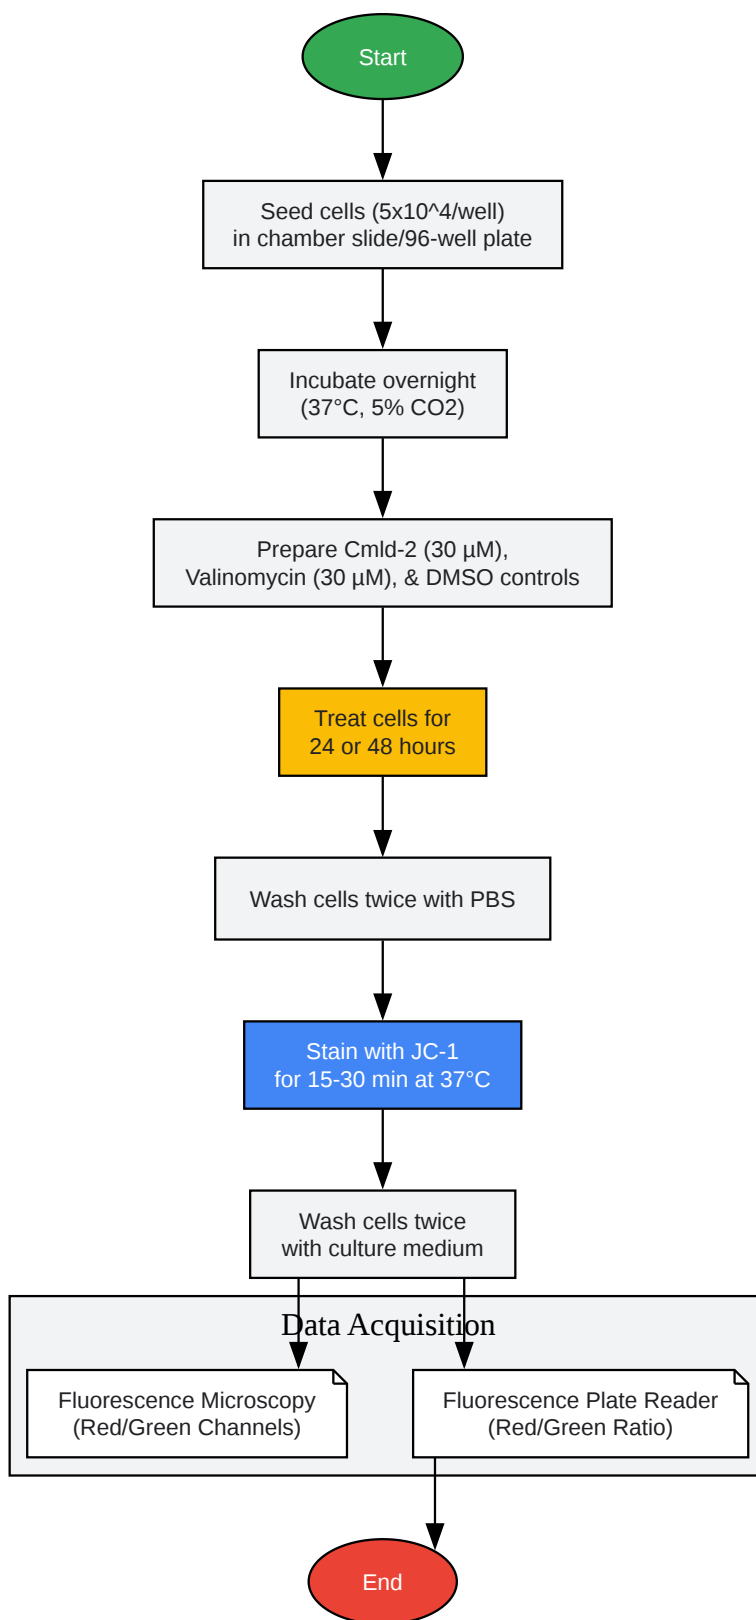 Start
Seed cells (5x10^4/well)
in chamber slide/96-well plate
Incubate overnight
(37°C, 5% CO2)
Prepare Cmld-2 (30 µM),
Valinomycin (30 µM), & DMSO controls
Treat cells for
24 or 48 hours
Wash cells twice with PBS
Stain with JC-1
for 15-30 min at 37°C
Wash cells twice
with culture medium
Data Acquisition
Fluorescence Microscopy
(Red/Green Channels)
Fluorescence Plate Reader
(Red/Green Ratio)
End